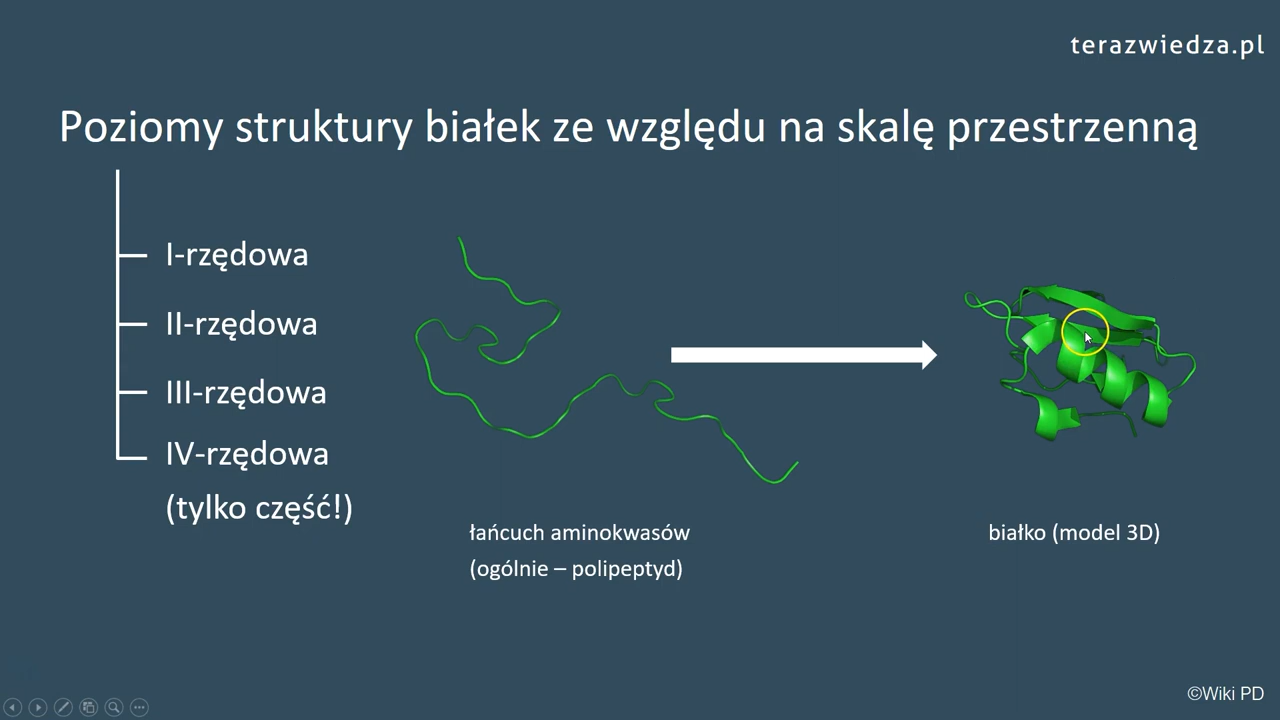 terazwiedza.pl
Poziomy struktury białek ze względu na skalę przestrzenną
I-rzędowa
II-rzędowa
III-rzędowa
IV-rzędowa
(tylko część!)
łańcuch aminokwasów
(ogólnie – polipeptyd)
białko (model 3D)
©Wiki PD